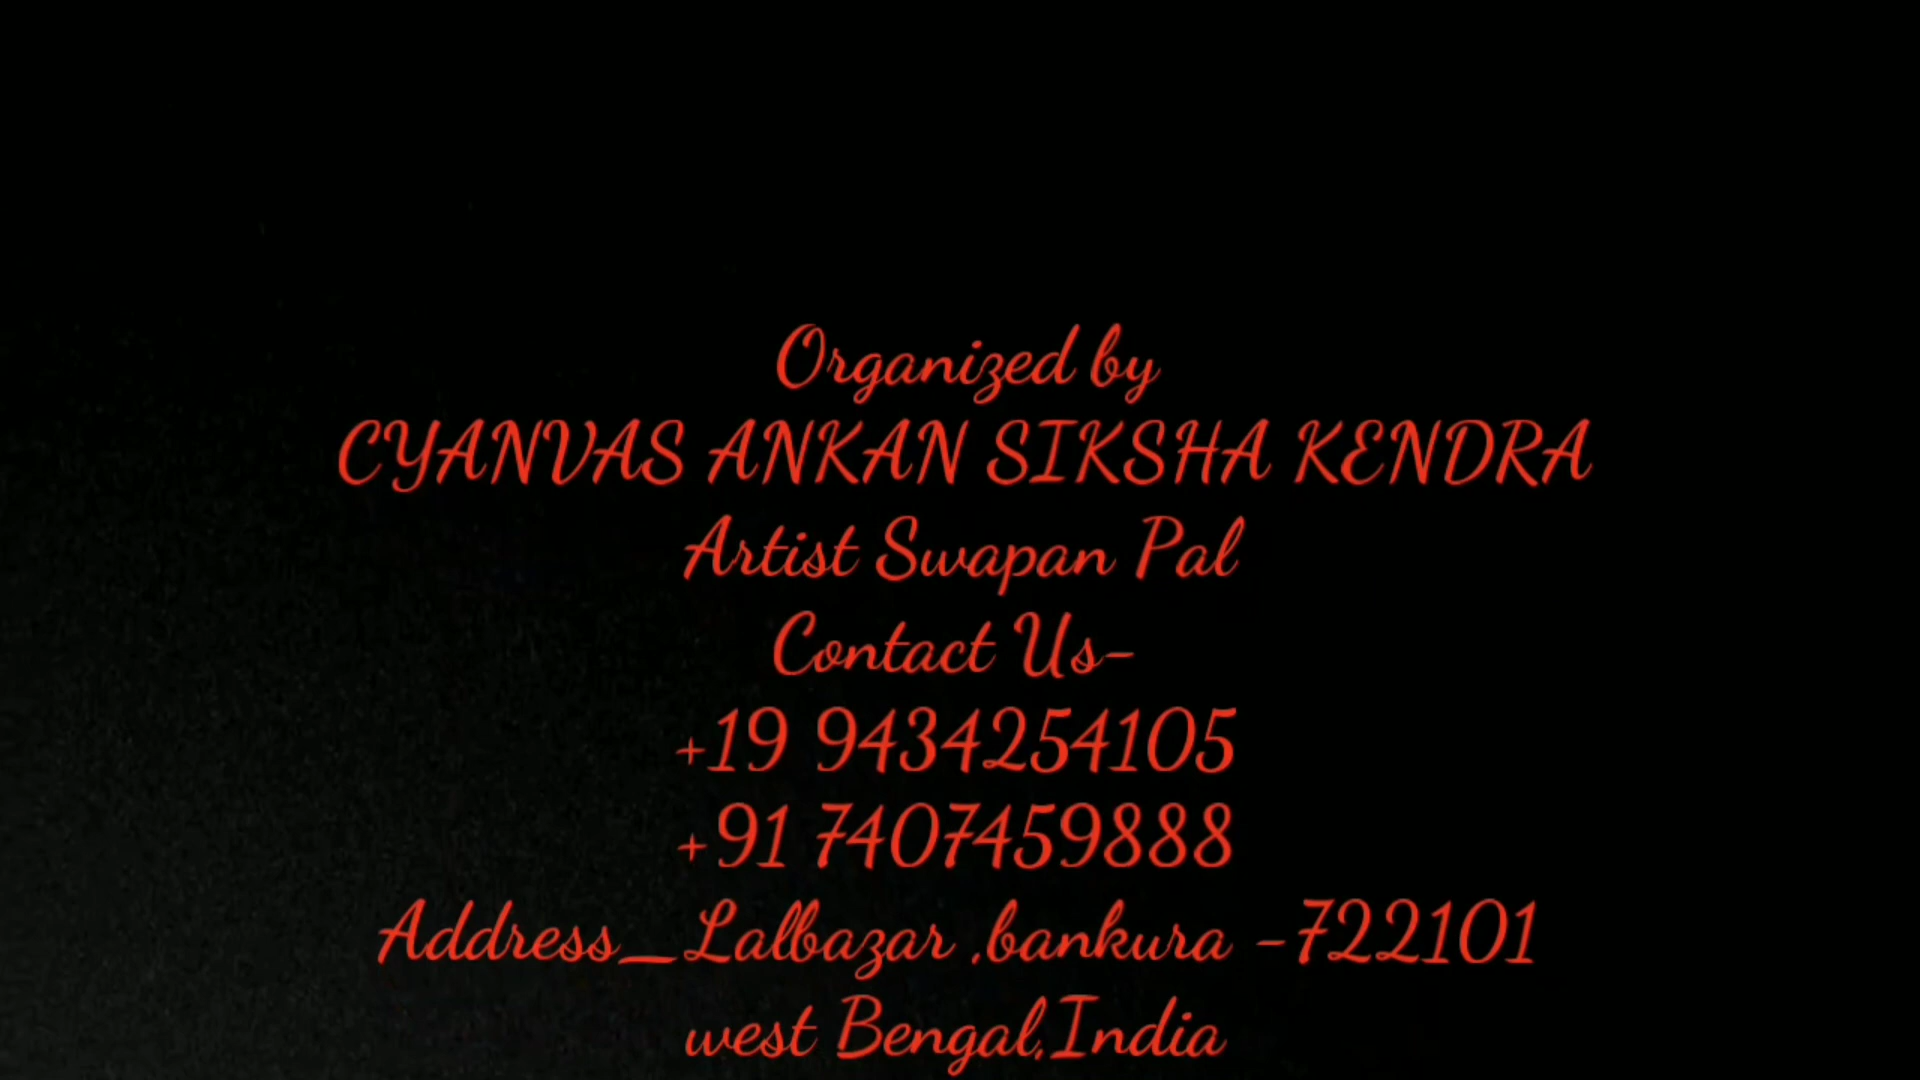 Organized by
CYANVAS ANKAN SIKSHA KENDRA
Artist Swapan Pal
Contact Us-
+19 9434254105
+91 7407459888
Address_Lalbazar ,bankura -722101
west Bengal,India